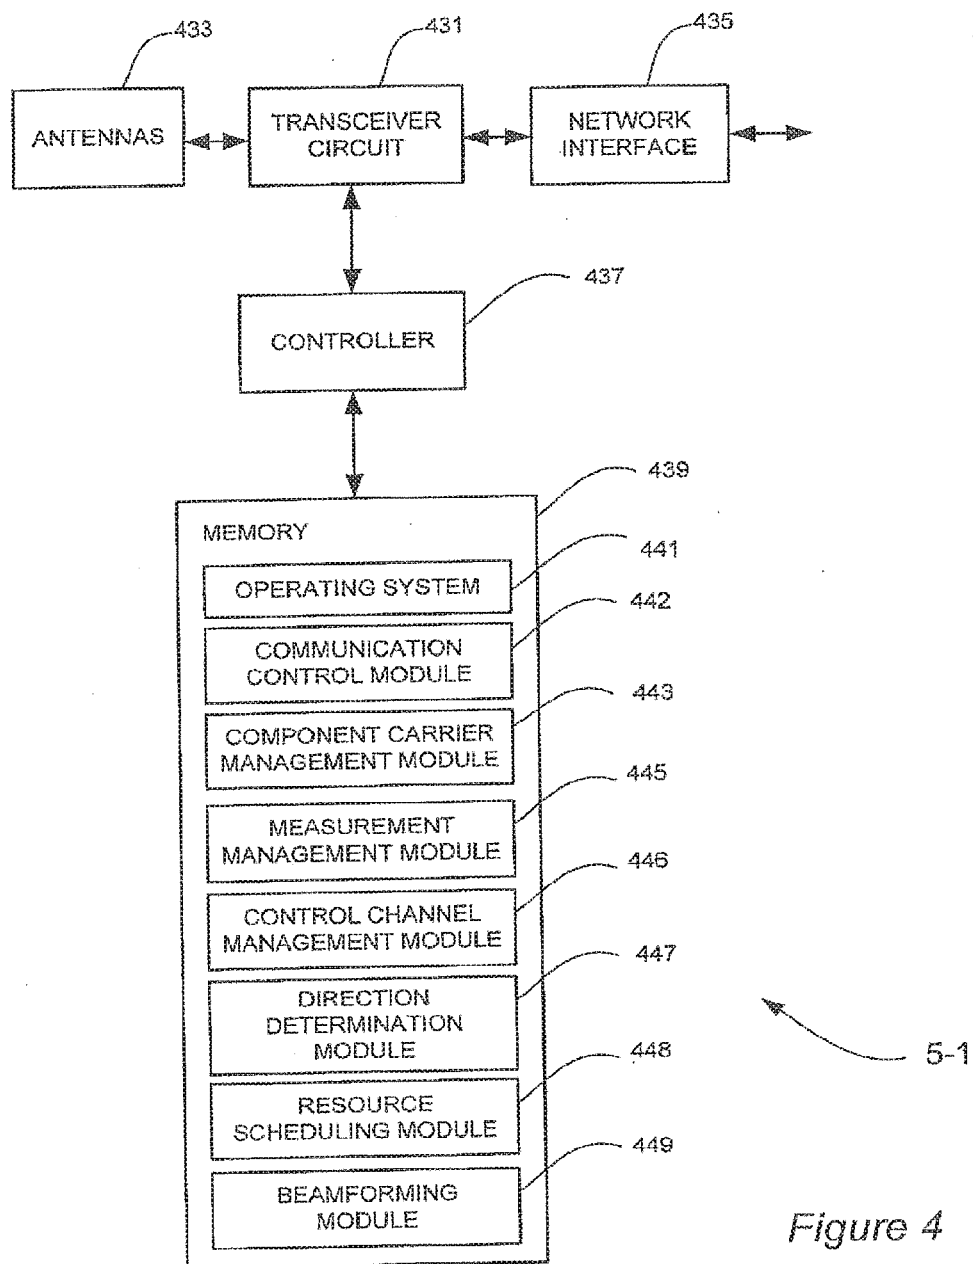 433
431
435
ANTENNAS
TRANSCEIVER
CIRCUIT
NETWORK
INTERFACE
437
CONTROLLER
439
MEMORY
441
OPERATING SYSTEM
442
COMMUNICATION
CONTROL MODULE
443
COMPONENT CARRIER
MANAGEMENT MODULE
445
MEASUREMENT
MANAGEMENT MODULE
446
CONTROL CHANNEL
MANAGEMENT MODULE
447
DIRECTION
DETERMINATION
MODULE
5-1
448
RESOURCE
SCHEDULING MODULE
449
BEAMFORMING
MODULE
Figure 4